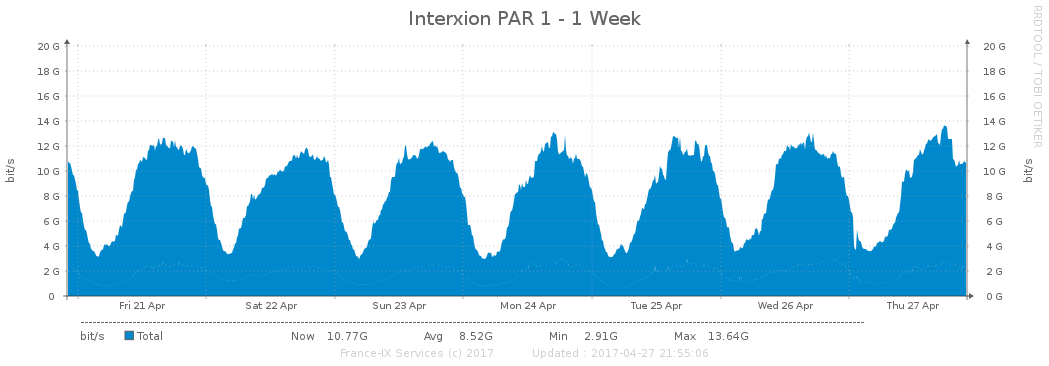 Interxion PAR 1 - 1 Week
RRDTOOL / TOBI OETIKER
20 G 20 G
18 G 18 G
16 G 16 G
14 G 14 G
12 G 12 G
10 G 10 G
8 G 8 G
6 G 6 G
4 G 4 G
2 G 2 G
0 0 G
bit/s bit/s
Fri 21 Apr Sat 22 Apr Sun 23 Apr Mon 24 Apr Tue 25 Apr Wed 26 Apr Thu 27 Apr
bit/s Total Now 10.77G Avg 8.52G Min 2.91G Max 13.64G
France-IX Services (c) 2017 Updated : 2017-04-27 21:55:06